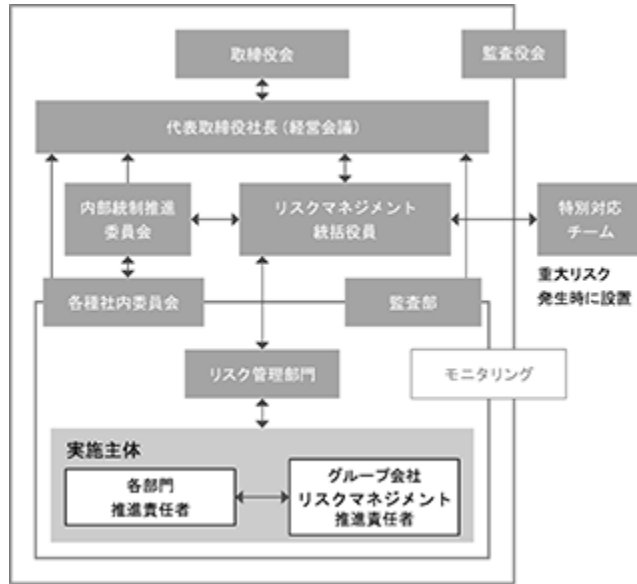 取締役会
監査役会
代表取締役社長(経営会議)
内部統制推進
委員会
リスクマネジメント
統括役員
特別対応
チーム
重大リスク
発生時に設置
各種社内委員会
監査部
リスク管理部門
モニタリング
実施主体
各部門
推進責任者
グループ会社
リスクマネジメント
推進責任者